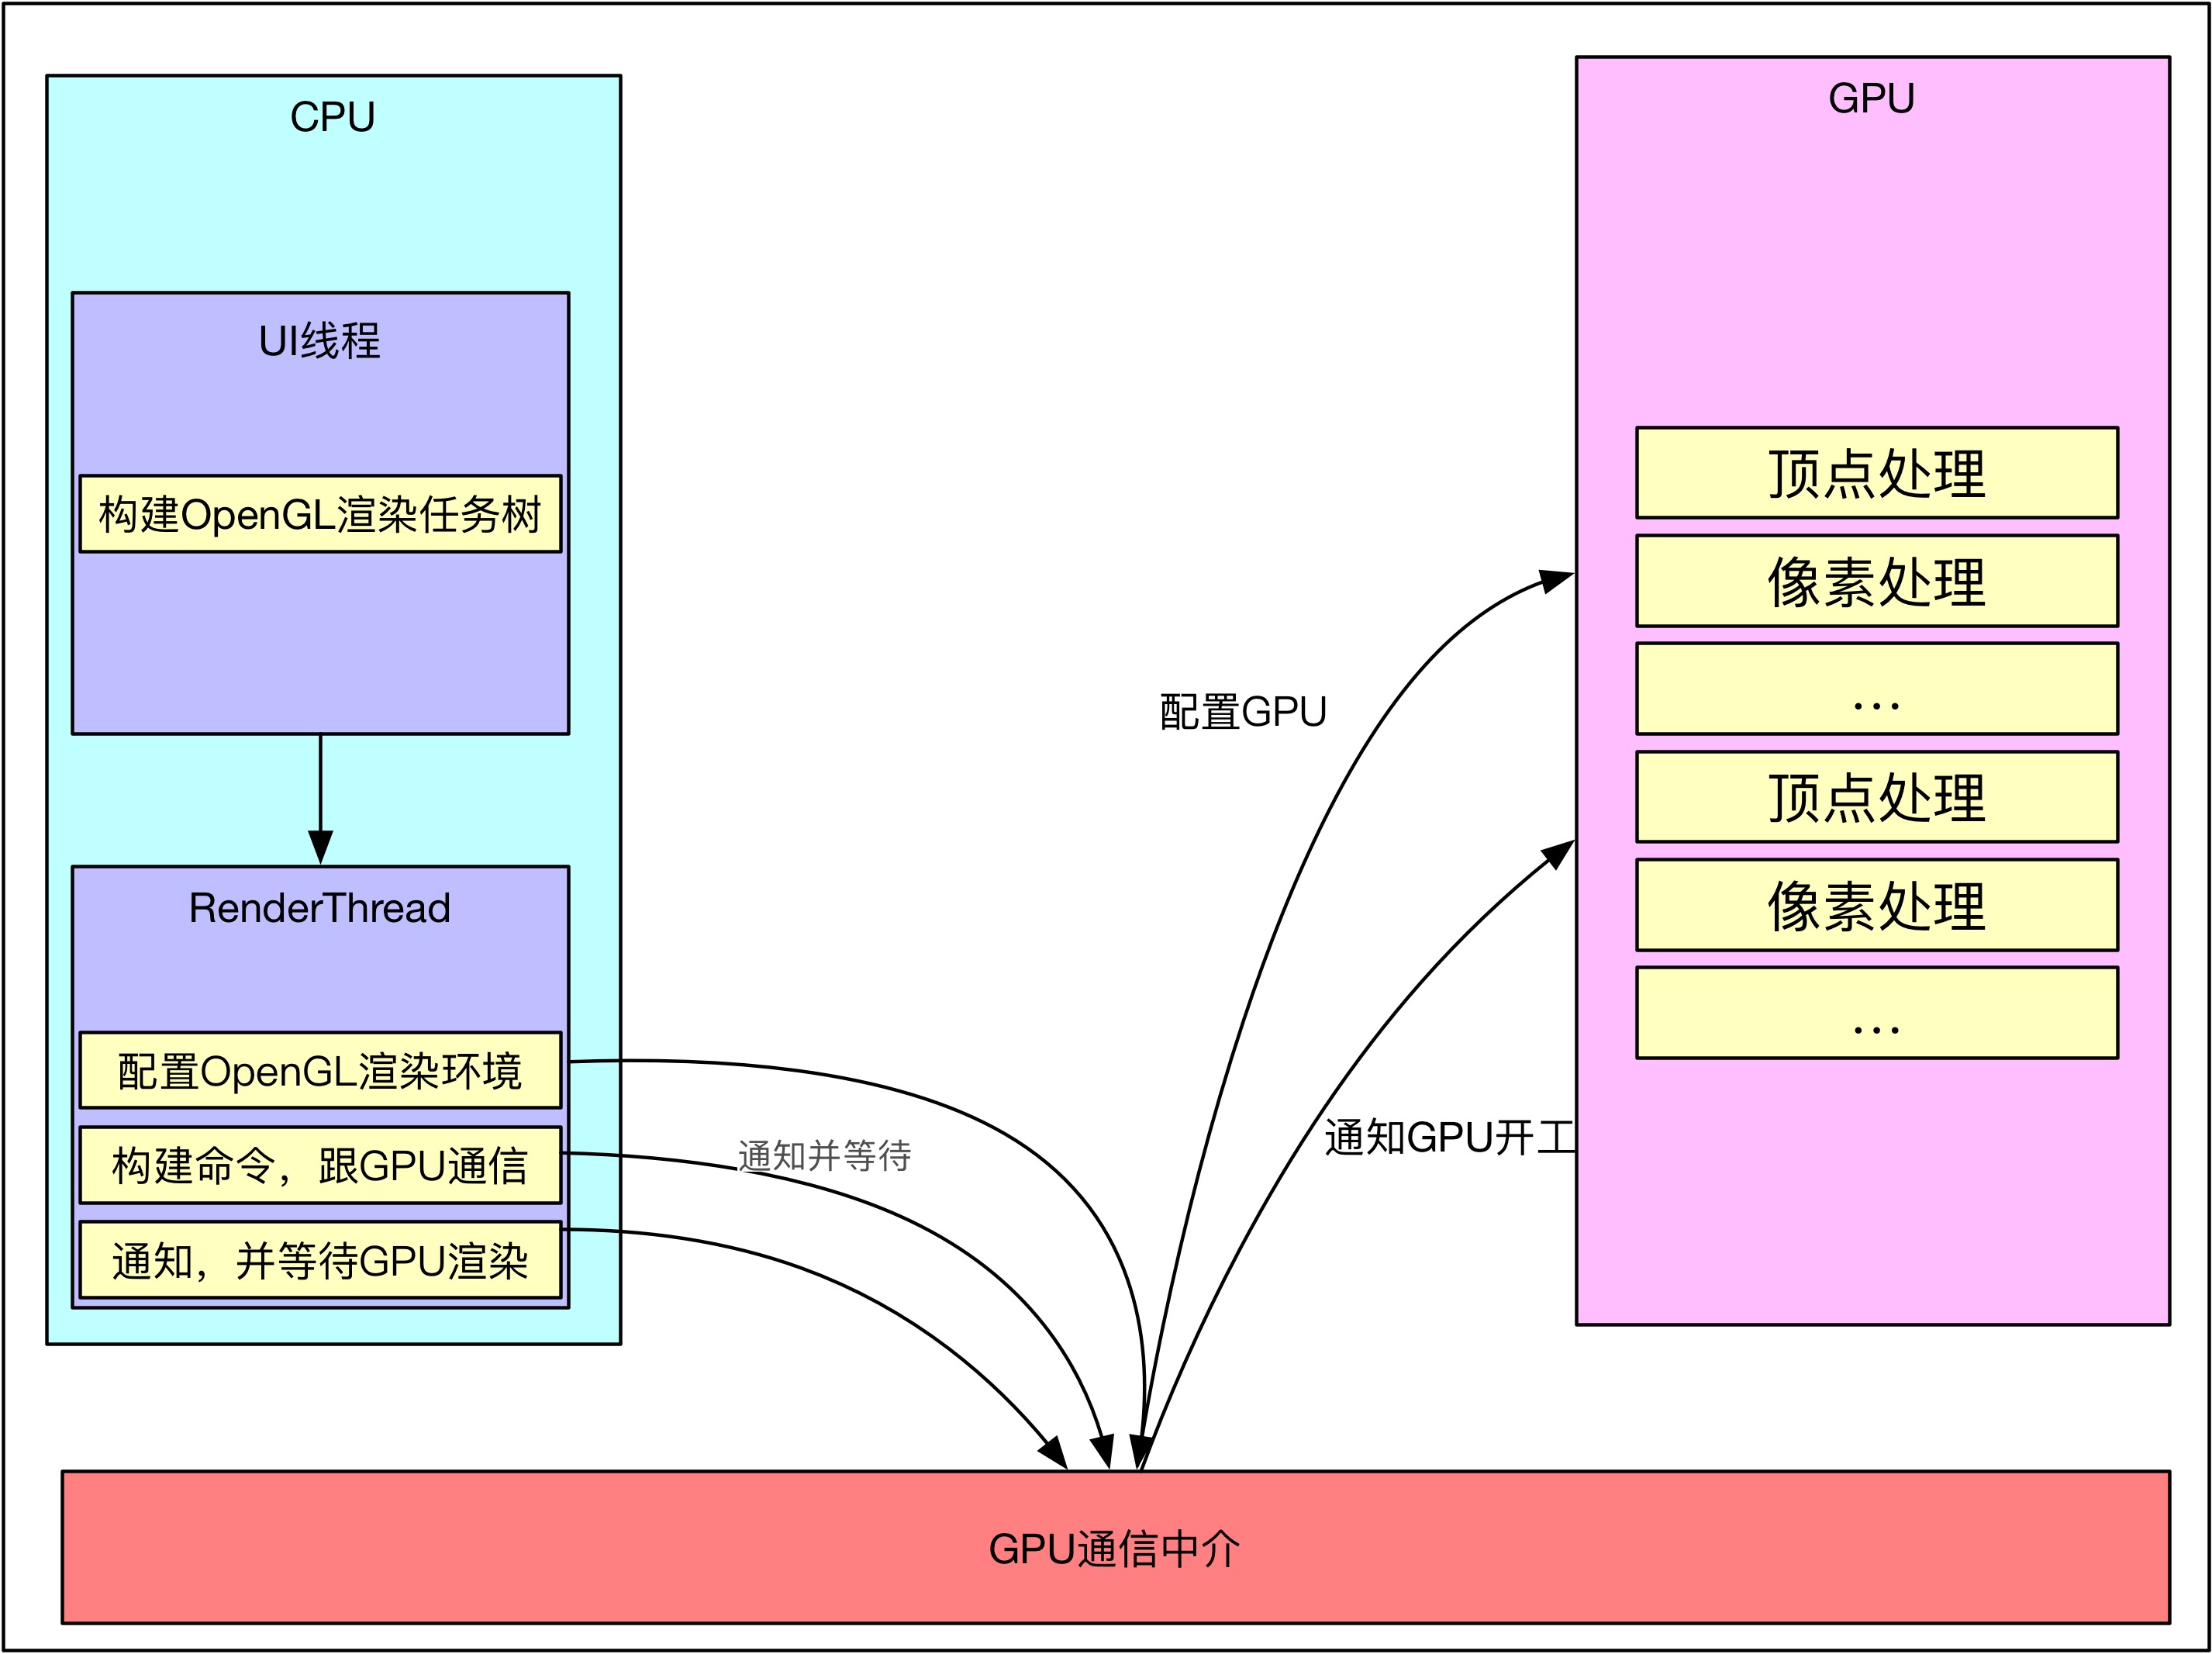 CPU
UI线程
构建OpenGL渲染任务树
RenderThread
配置OpenGL渲染环境
构建命令，跟GPU通信
通知，并等待GPU渲染
通知并等待
配置GPU
通知GPU开工
GPU
顶点处理
像素处理
...
顶点处理
像素处理
...
GPU通信中介